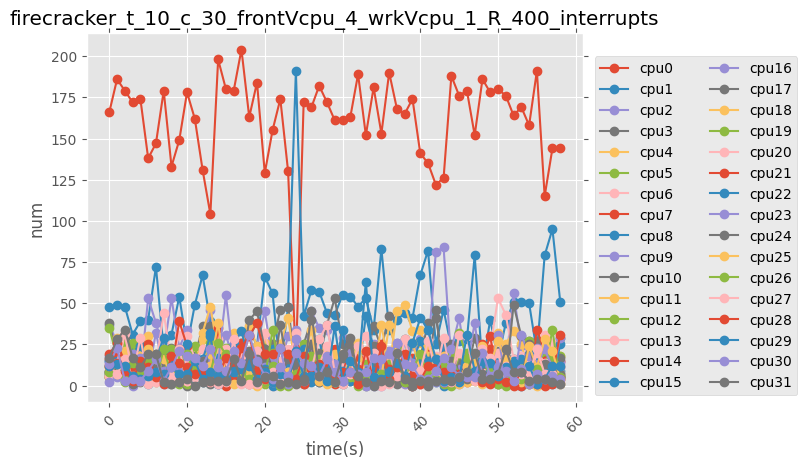 firecracker_t_10_c_30_frontVcpu_4_wrkVcpu_1_R_400_interrupts
200
175
150
125
100
75
50
25
0
num
0
10
20
30
40
50
60
time(s)
cpu0
cpu1
cpu2
cpu3
cpu4
cpu5
cpu6
cpu7
cpu8
cpu9
cpu10
cpu11
cpu12
cpu13
cpu14
cpu15
cpu16
cpu17
cpu18
cpu19
cpu20
cpu21
cpu22
cpu23
cpu24
cpu25
cpu26
cpu27
cpu28
cpu29
cpu30
cpu31